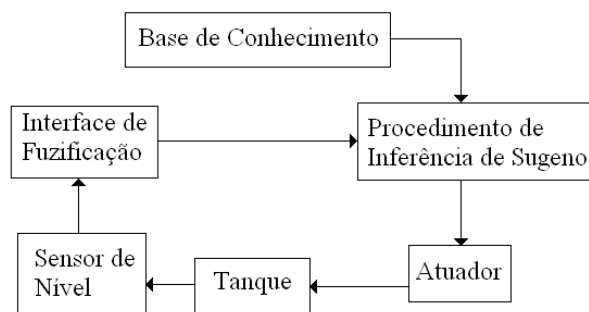 Base de Conhecimento
Interface de
Fuzificação
Procedimento de
Inferência de Sugeno
Sensor de
Nível
Tanque
Atuador